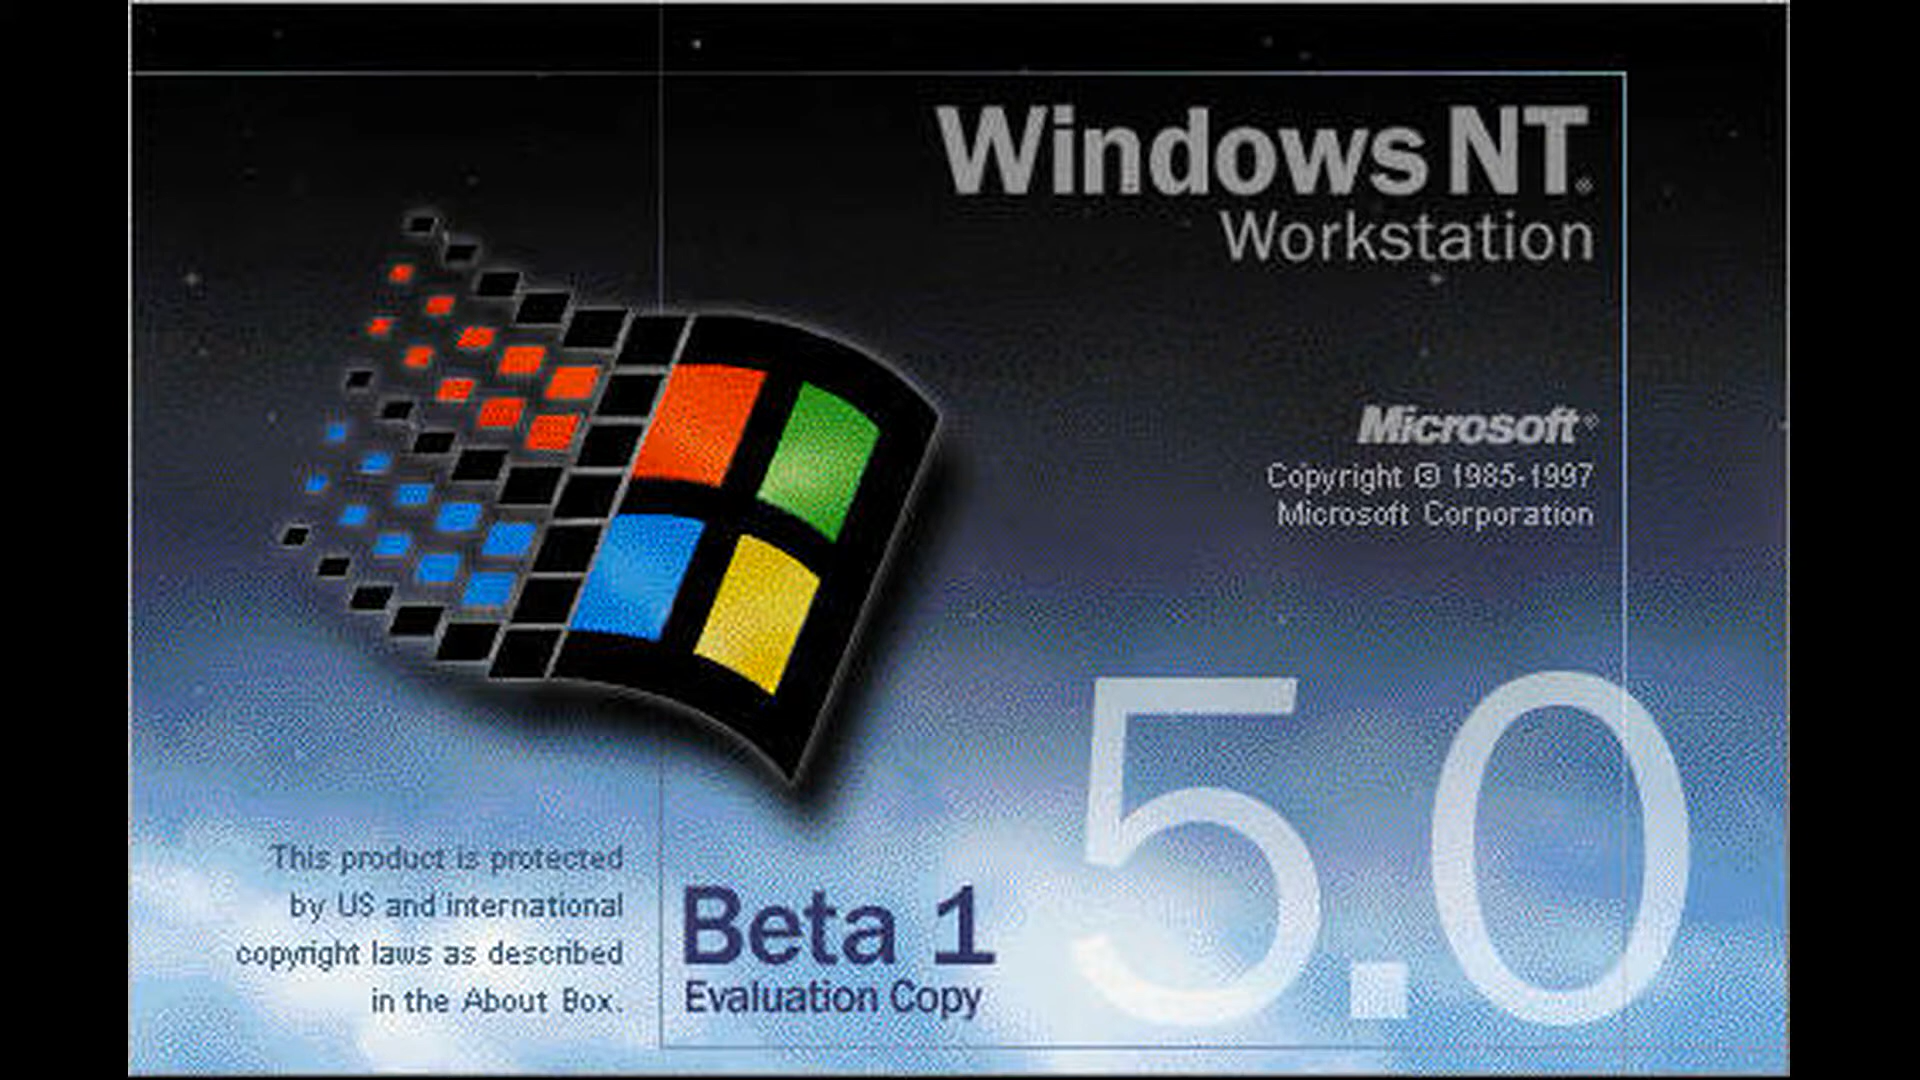 Windows NT®
Workstation
Microsoft®
Copyright © 1985-1997
Microsoft Corporation
5.0
This product is protected
by US and international
copyright laws as described
in the About Box.
Beta 1
Evaluation Copy